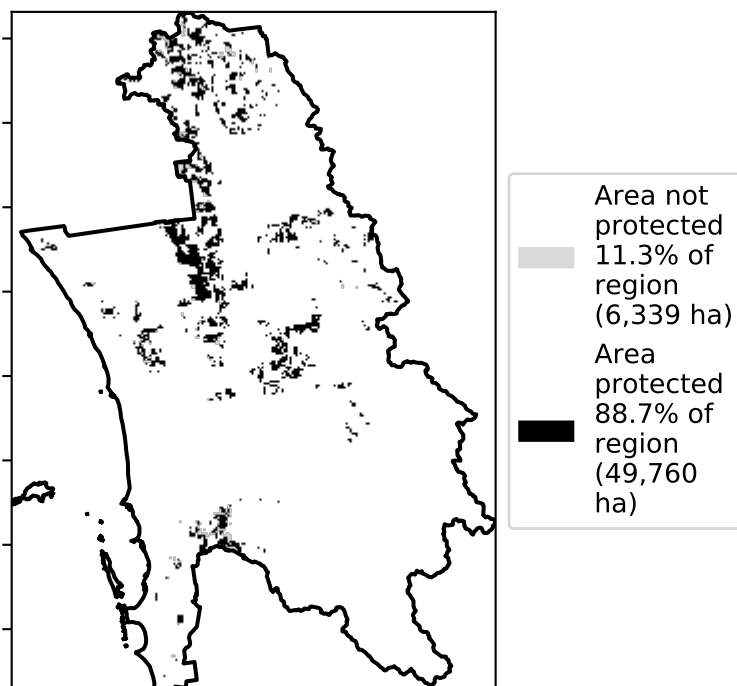 Area not
protected
11.3% of
region
(6,339 ha)
Area
protected
88.7% of
region
(49,760
ha)